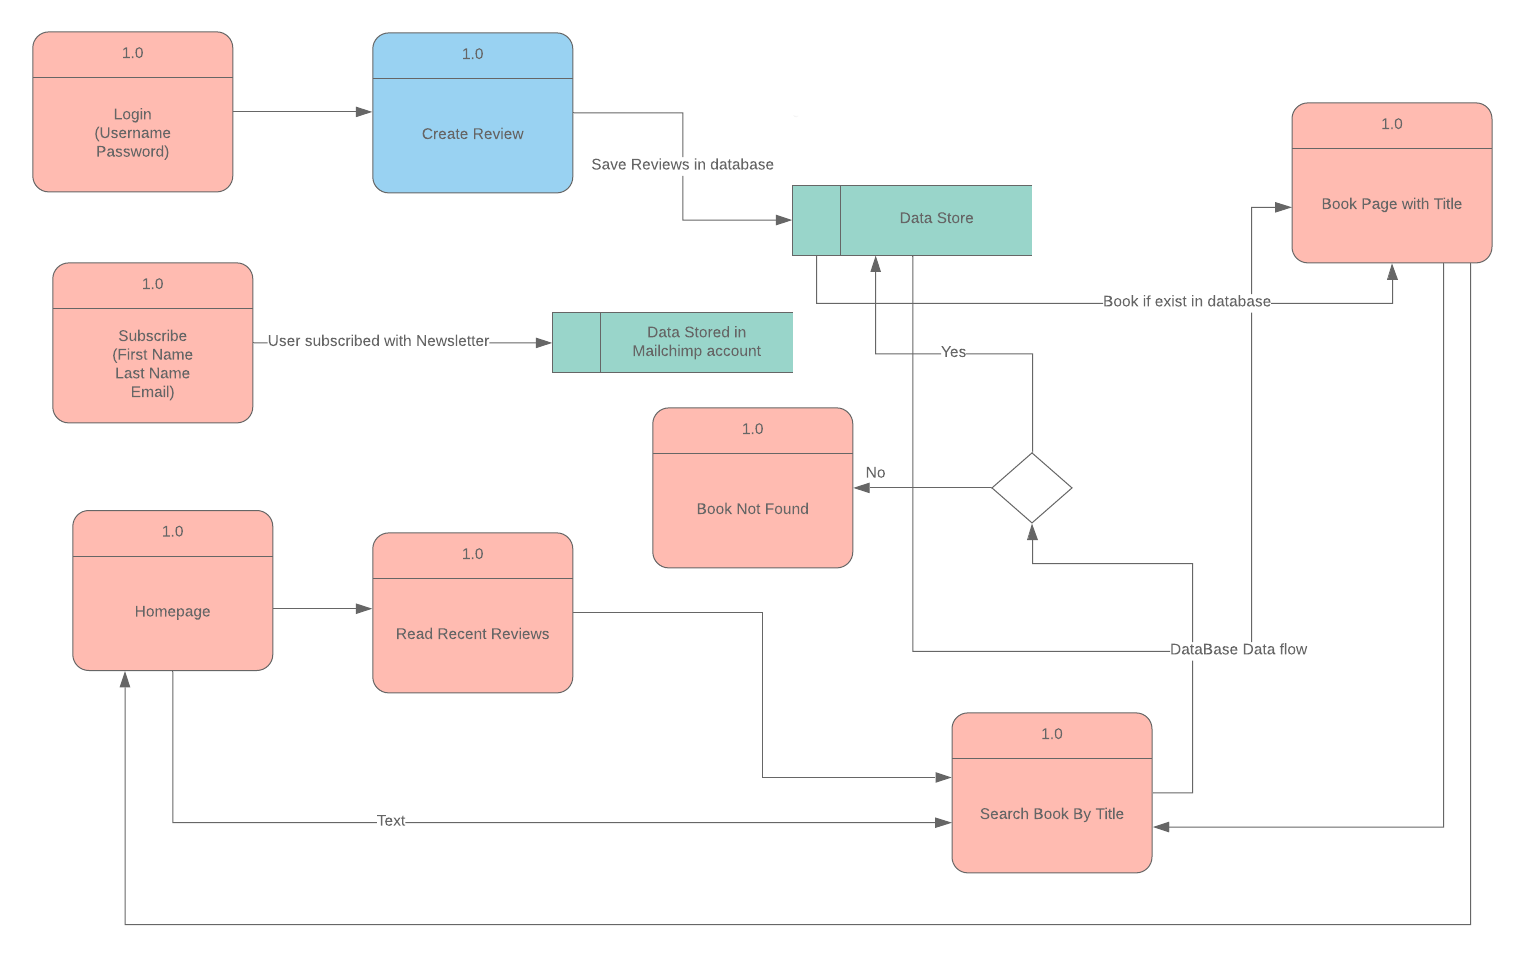 1.0
Login
(Username
Password)
1.0
Create Review
Save Reviews in database
Data Store
1.0
Book Page with Title
Book if exist in database
1.0
Subscribe
(First Name
Last Name
Email)
User subscribed with Newsletter
Data Stored in
Mailchimp account
Yes
1.0
Book Not Found
No
1.0
Homepage
1.0
Read Recent Reviews
DataBase Data flow
1.0
Search Book By Title
Text